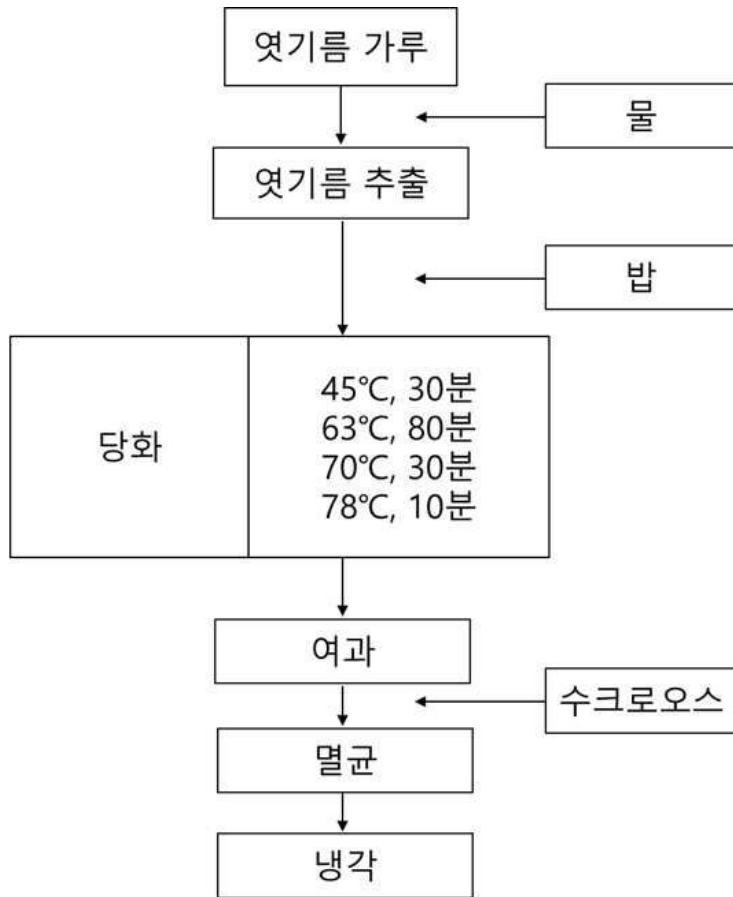 엿기름 가루
물
엿기름 추출
밥
당화
45℃, 30분
63℃, 80분
70℃, 30분
78℃, 10분
여과
수크로오스
멸균
냉각